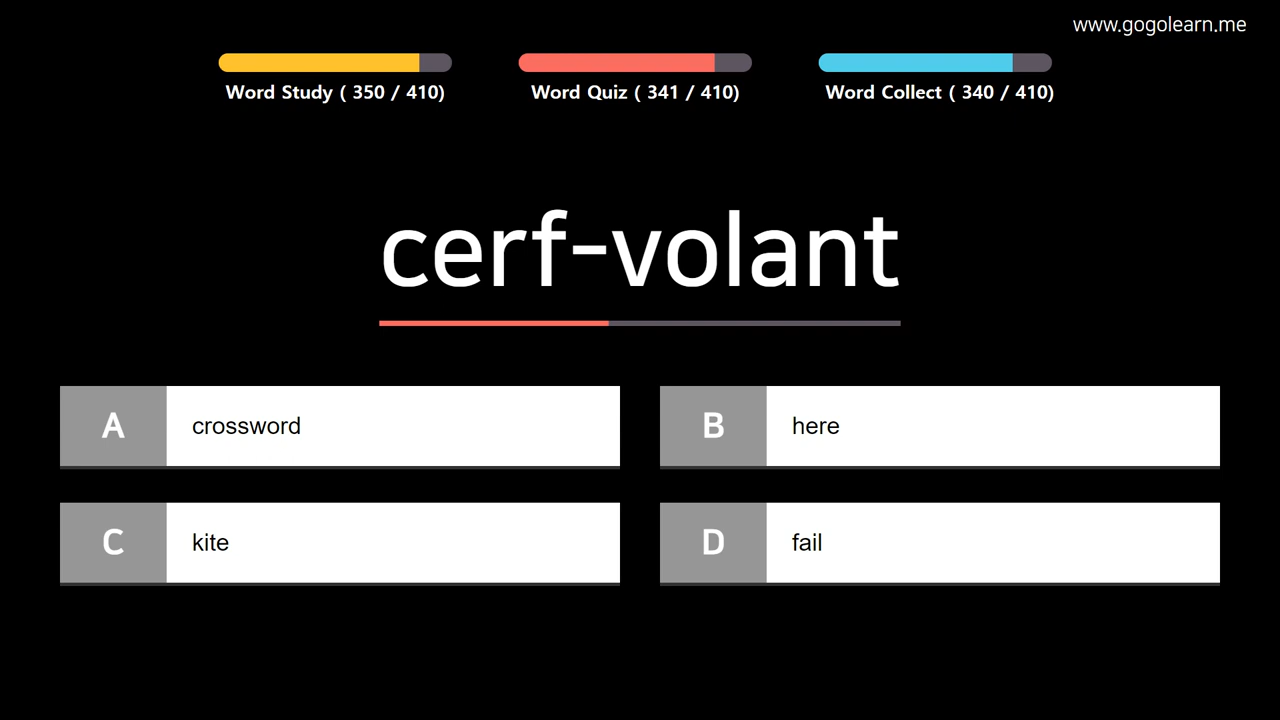 www.gogolearn.me
Word Study ( 350 / 410)
Word Quiz ( 341 / 410)
Word Collect ( 340 / 410)
cerf-volant
A crossword
B here
C kite
D fail